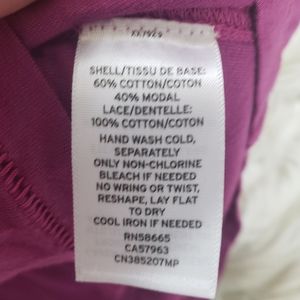 SHELL/TISSU DE BASE:
60% COTTON/COTON
40% MODAL
LACE/DENTELLE:
100% COTTON/COTON
HAND WASH COLD,
SEPARATELY
ONLY NON-CHLORINE
BLEACH IF NEEDED
NO WRING OR TWIST,
RESHAPE, LAY FLAT
TO DRY
COOL IRON IF NEEDED
RN58665
CA57963
CN385207MP